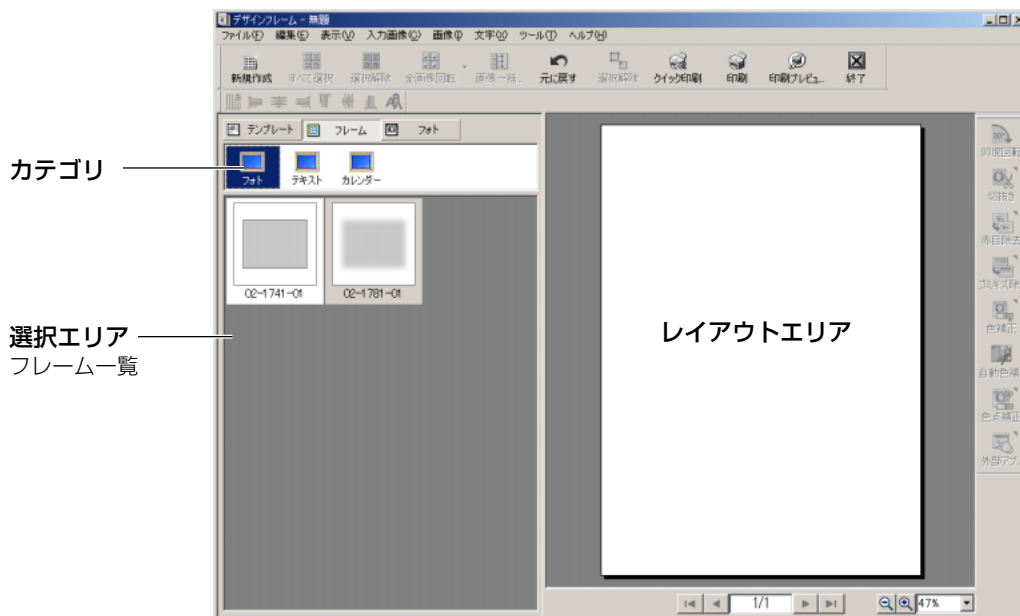 デザインフレーム - 無題
ファイル(F) 編集(E) 表示(V) 入力画像(G) 画像(I) 文字(X) ツール(T) ヘルプ(H)
新規作成 すべて選択 選択解除 全画像回転 画像一括.. 元に戻す 選択解除 クイック印刷 印刷 印刷プレビュ.. 終了
テンプレート フレーム フォト
カテゴリ
フォト テキスト カレンダー
02-1741-01 02-1781-01
選択エリア
フレーム一覧
レイアウトエリア
90度回転
切抜き
赤目除去
ゴミキズ除
色補正
自動色補
色点補正
外部アプ..
1/1 47%